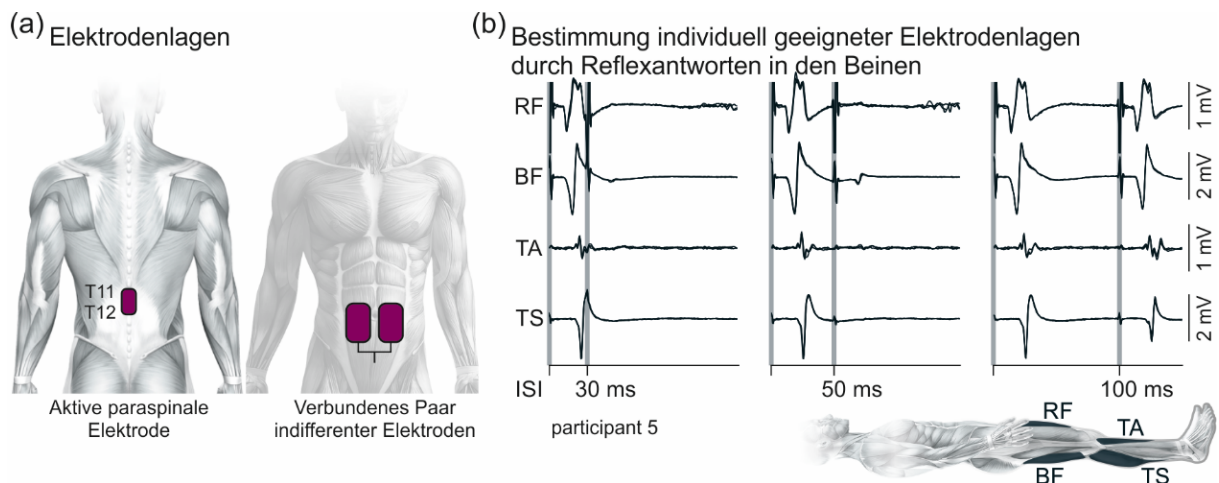 (a) Elektrodenlagen
T11
T12
Aktive paraspinale
Elektrode
Verbundenes Paar
indifferenter Elektroden
(b) Bestimmung individuell geeigneter Elektrodenlagen
durch Reflexantworten in den Beinen
RF
1 mV
BF
2 mV
TA
1 mV
TS
2 mV
ISI 30 ms 50 ms 100 ms
participant 5
RF
TA
BF
TS